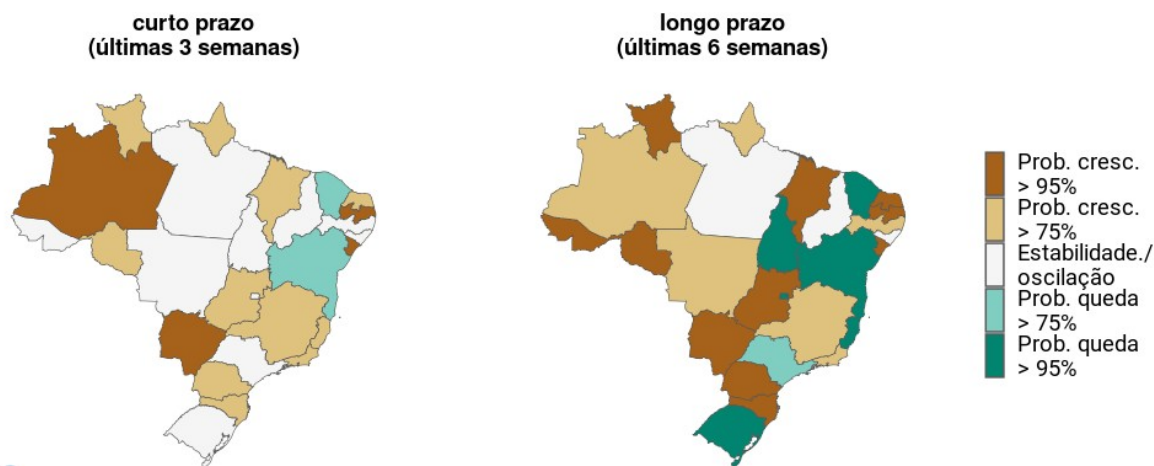 curto prazo
(últimas 3 semanas)
longo prazo
(últimas 6 semanas)
Prob. cresc.
> 95%
Prob. cresc.
> 75%
Estabilidade./
oscilação
Prob. queda
> 75%
Prob. queda
> 95%